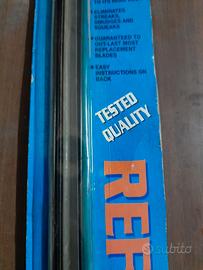 ELIMINATES
STREAKS,
SMUDGES AND
SQUEAKS
GUARANTEED TO
OUT-LAST MOST
REPLACEMENT
BLADES
EASY
INSTRUCTIONS ON
BACK
TESTED
QUALITY
REF
subito